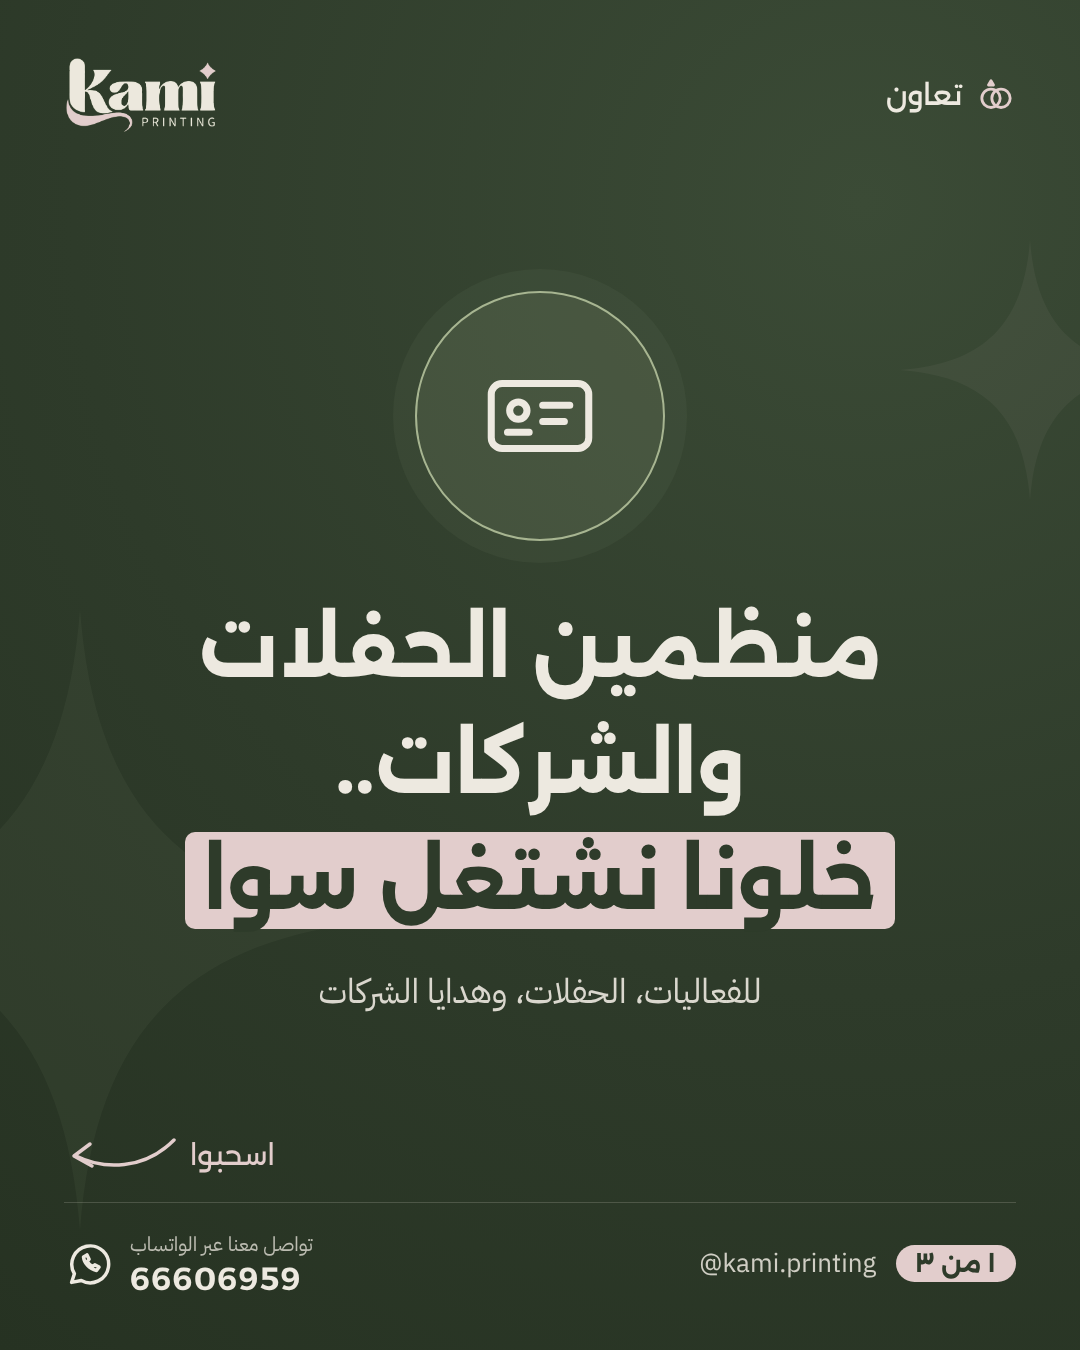 Kami
PRINTING
تعاون
منظمين الحفلات
والشركات..
خلونا نشتغل سوا
للفعاليات، الحفلات، وهدايا الشركات
اسحبوا
١ من ٣
@kami.printing
تواصل معنا عبر الواتساب
66606959